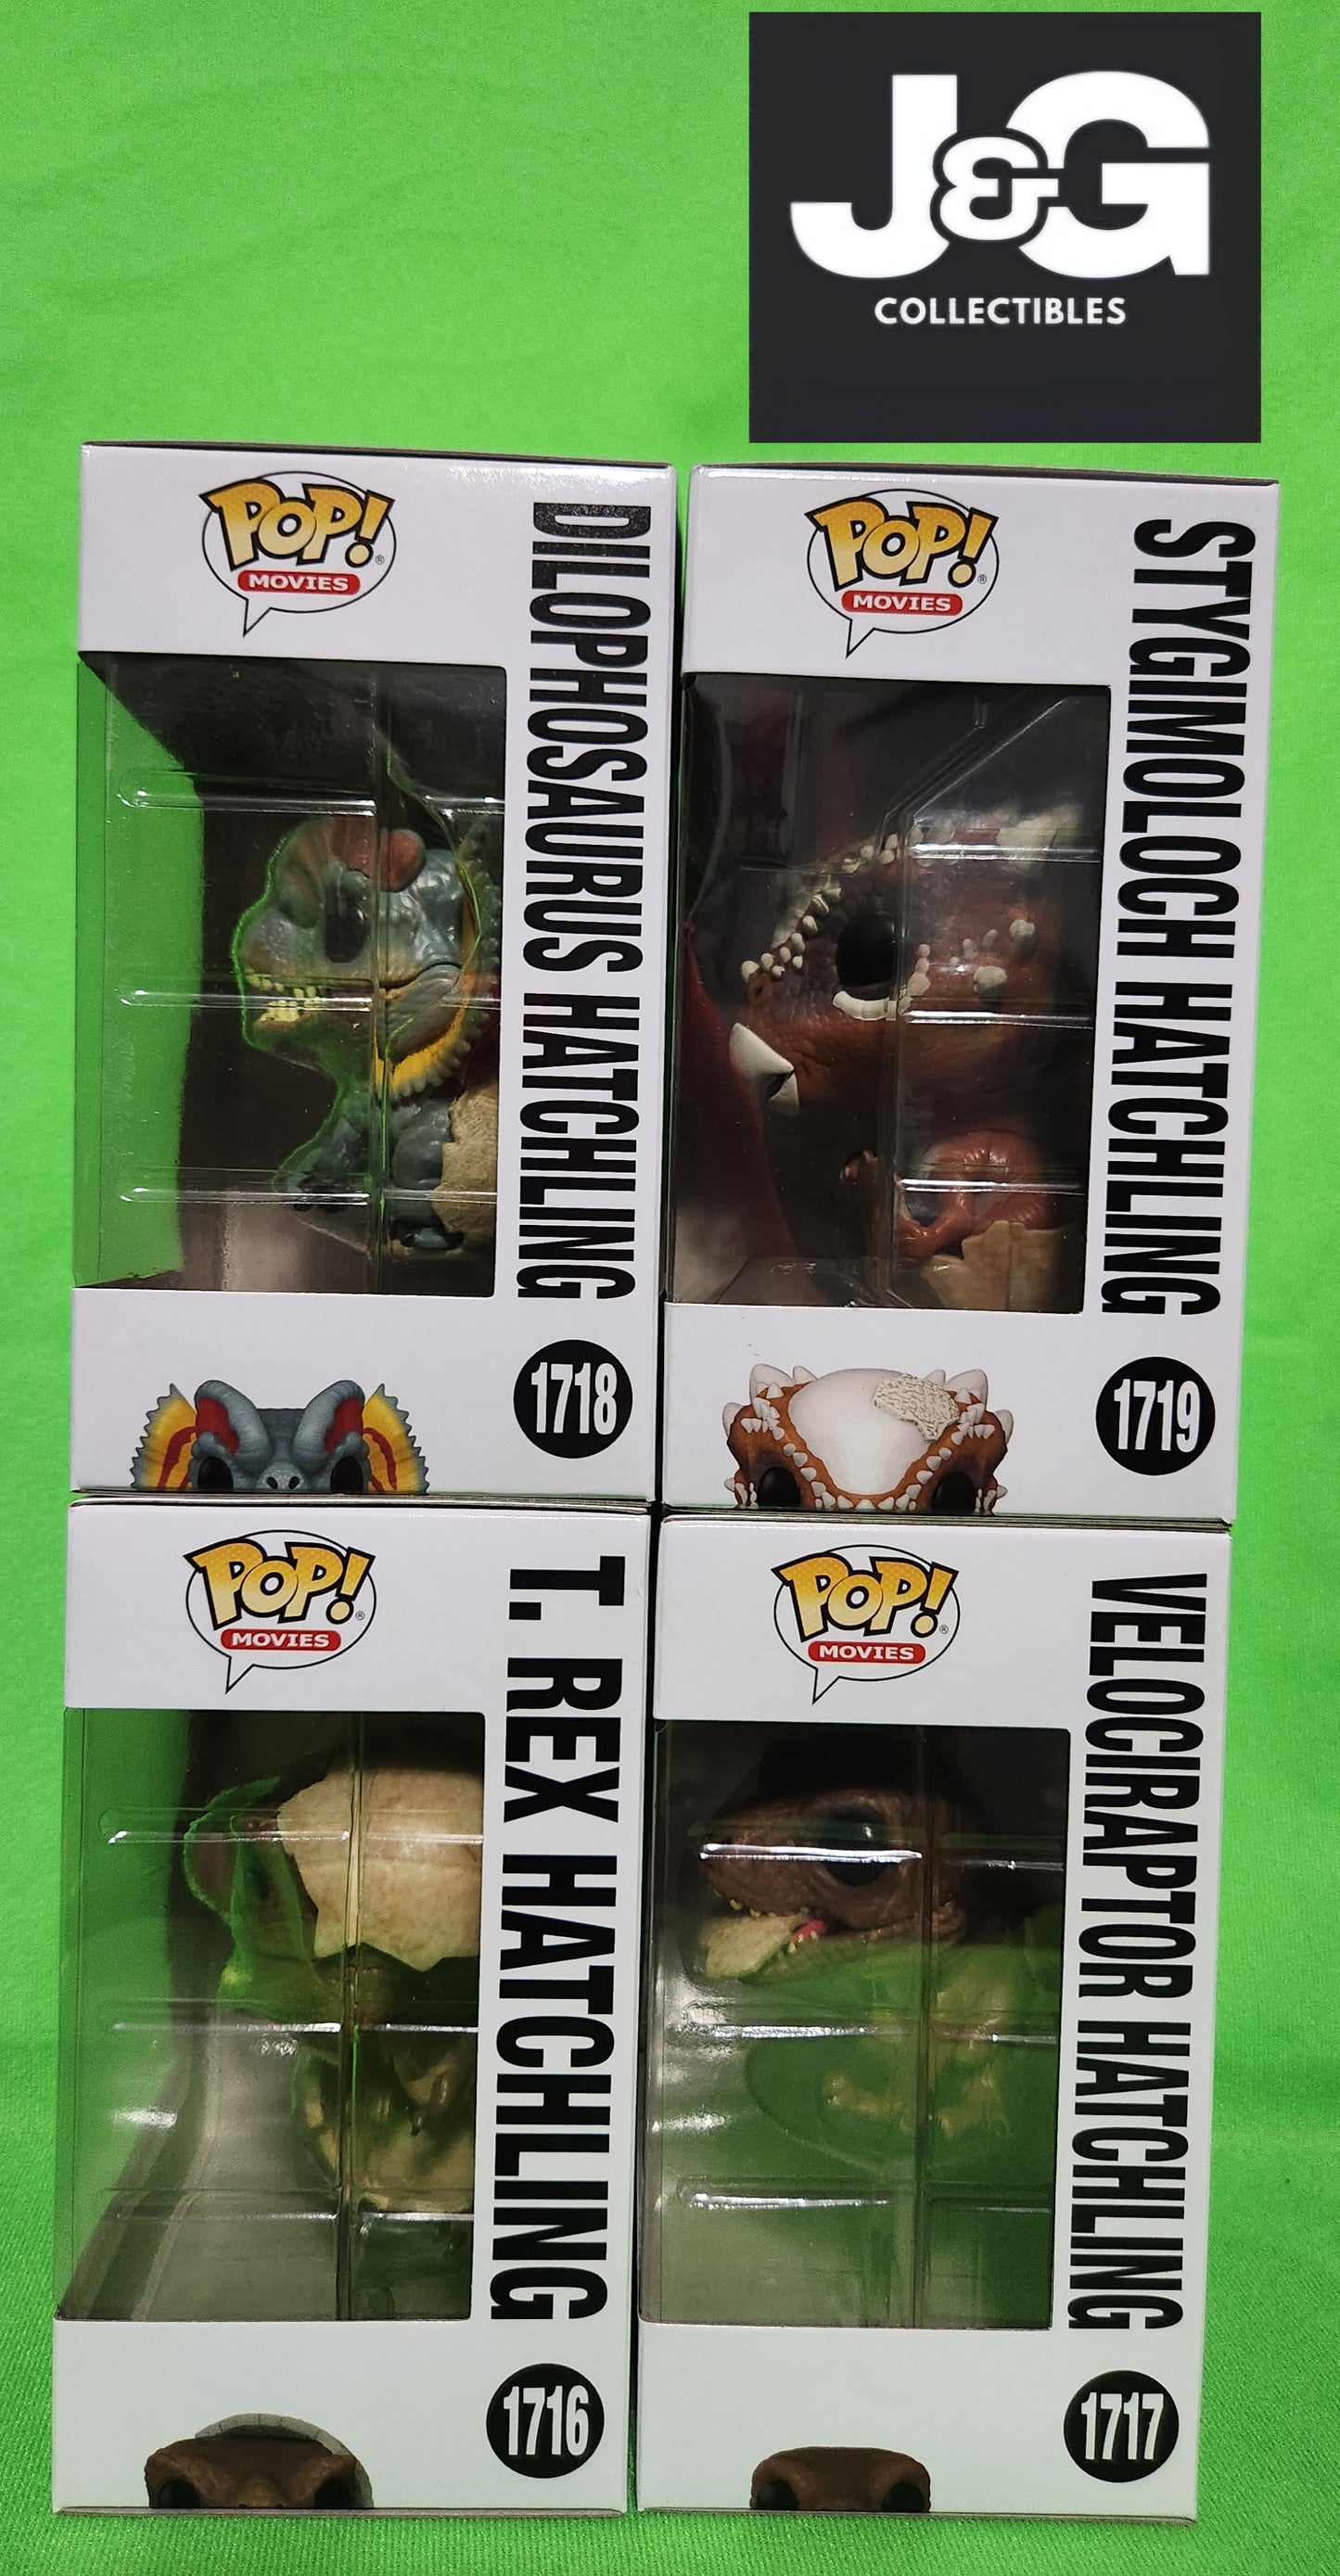 J&G
COLLECTIBLES
POP!®
MOVIES
DILOPHOSAURUS HATCHLING
1718
POP!®
MOVIES
STYGIMOLOCH HATCHLING
1719
POP!®
MOVIES
T. REX HATCHLING
1716
POP!®
MOVIES
VELOCIRAPTOR HATCHLING
1717